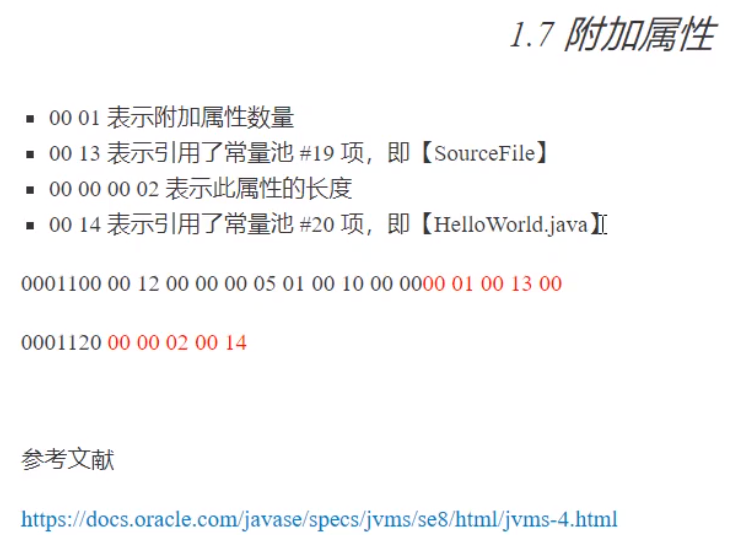 1.7 附加属性
00 01 表示附加属性数量
00 13 表示引用了常量池 #19 项，即【SourceFile】
00 00 00 02 表示此属性的长度
00 14 表示引用了常量池 #20 项，即【HelloWorld.java】
0001100 00 12 00 00 00 05 01 00 10 00 0000 01 00 13 00
0001120 00 00 02 00 14
参考文献
https://docs.oracle.com/javase/specs/jvms/se8/html/jvms-4.html